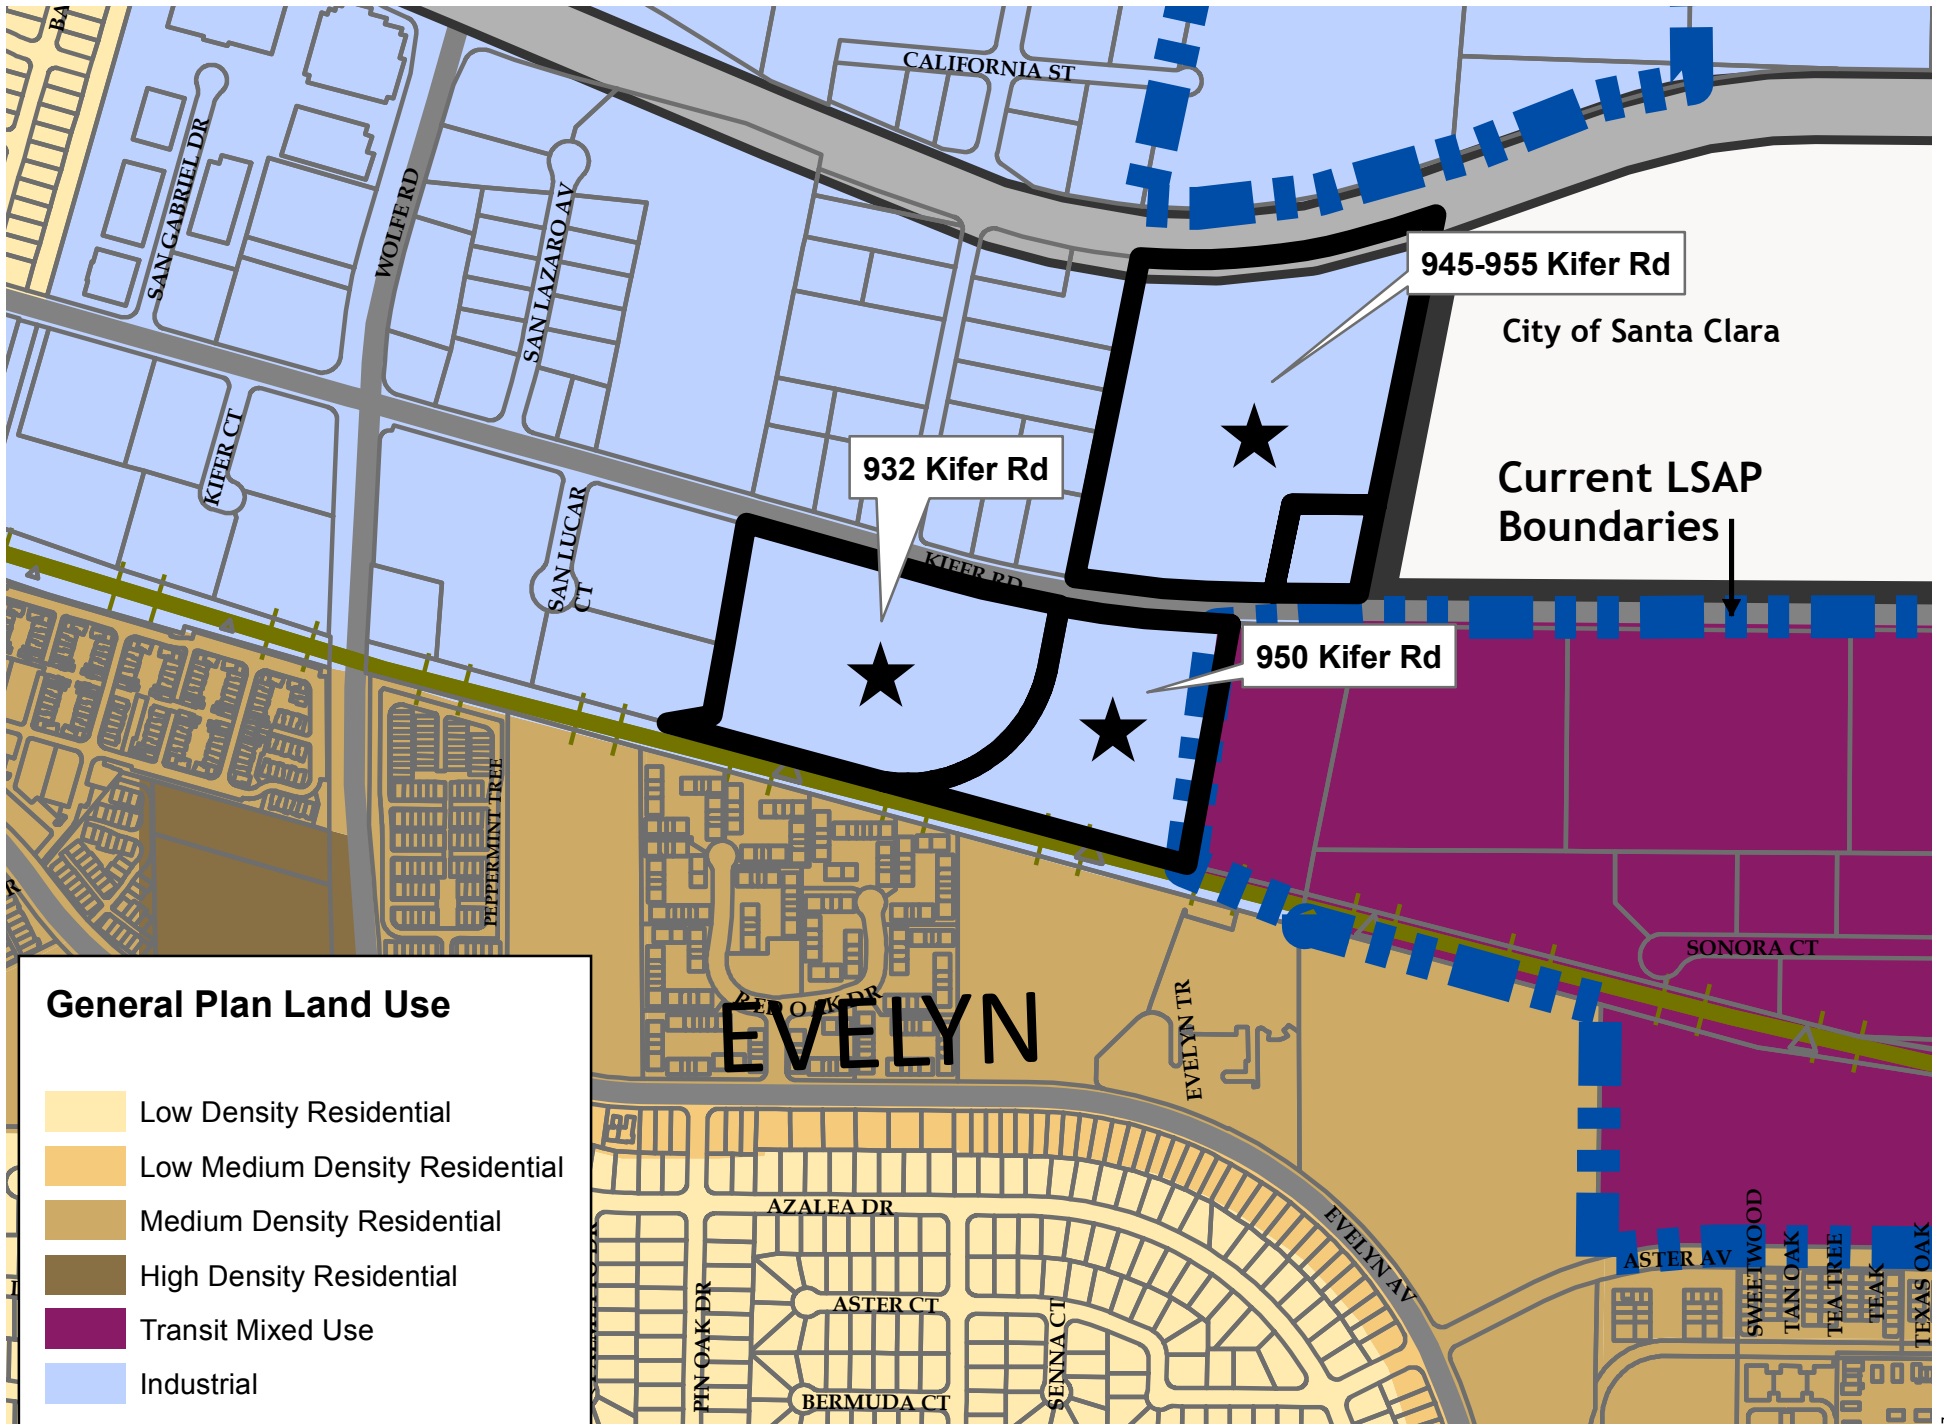 CALIFORNIA ST
SAN GABRIEL DR
WOLFE RD
SAN LAZARO AV
945-955 Kifer Rd
City of Santa Clara
KIFER CT
932 Kifer Rd
Current LSAP
Boundaries
SAN LUCAR
CT
KIFER RD
950 Kifer Rd
PEPPERMINT TREE
SONORA CT
RED OAK DR
EVELYN
EVELYN TR
General Plan Land Use
Low Density Residential
Low Medium Density Residential
Medium Density Residential
High Density Residential
Transit Mixed Use
Industrial
AZALEA DR
EVELYN AV
ASTER AV
SWEETWOOD
TAN OAK
TEA TREE
TEAK
TEXAS OAK
PIN OAK DR
ASTER CT
SENNA CT
BERMUDA CT